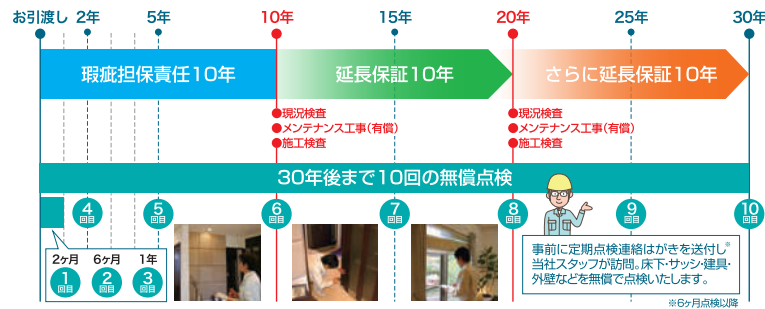 お引渡し 2年 5年 10年 15年 20年 25年 30年
瑕疵担保責任10年 延長保証10年 さらに延長保証10年
現況検査 現況検査
メンテナンス工事(有償) メンテナンス工事(有償)
施工検査 施工検査
30年後まで10回の無償点検
4回目 5回目 6回目 7回目 8回目 9回目 10回目
2ヶ月 6ヶ月 1年
1回目 2回目 3回目
事前に定期点検連絡はがきを送付し※
当社スタッフが訪問。床下・サッシ・建具・
外壁などを無償で点検いたします。
※6ヶ月点検以降